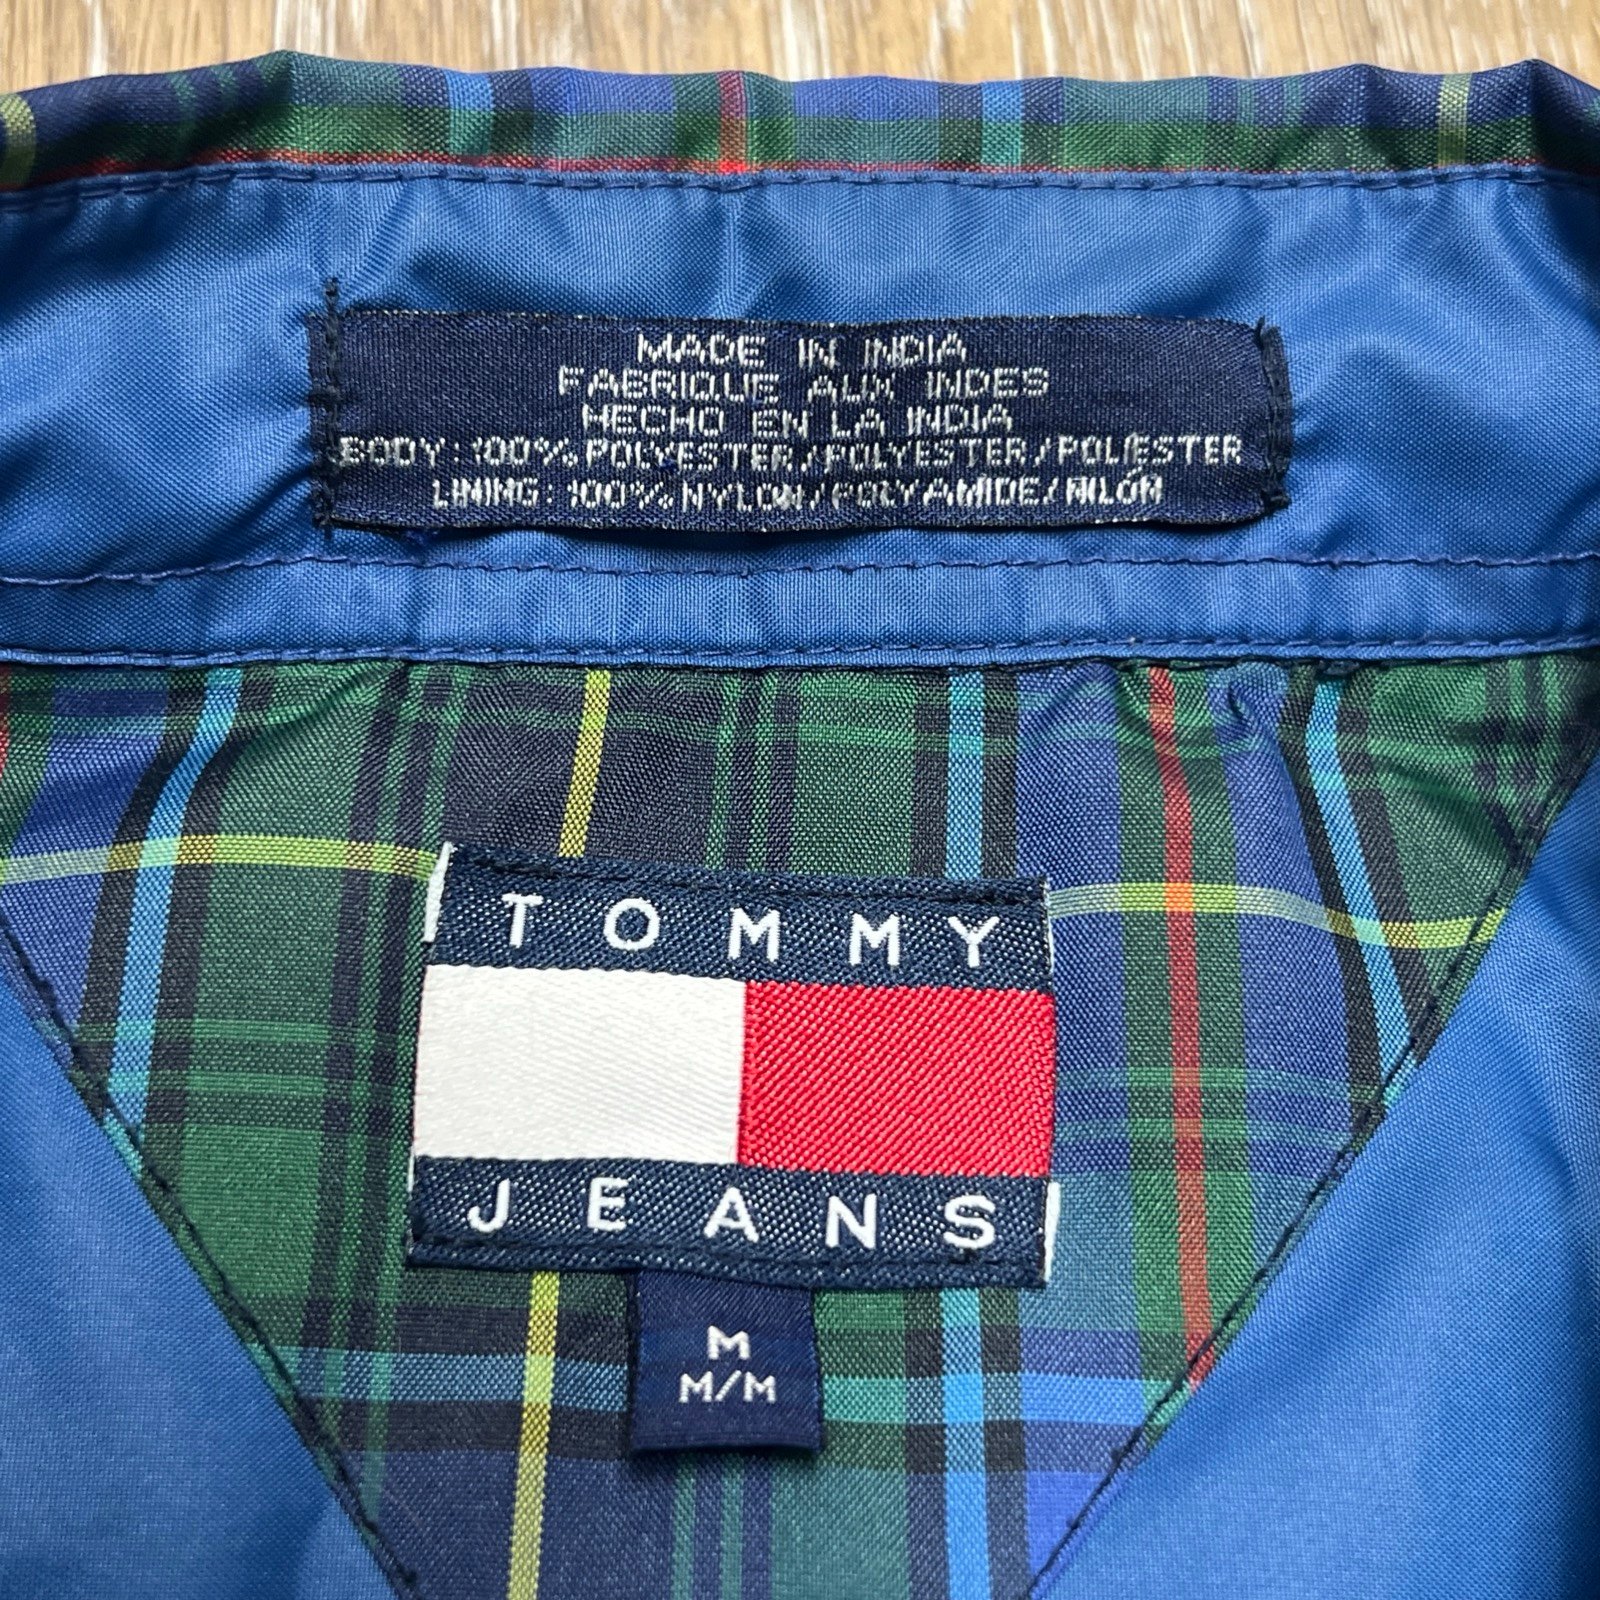 MADE IN INDIA
FABRIQUE AUX INDES
HECHO EN LA INDIA
BODY: 100% POLYESTER/POLYESTER/POLIESTER
LINING: 100% NYLON/POLYAMIDE/NILÓN
TOMMY
JEANS
M
M/M